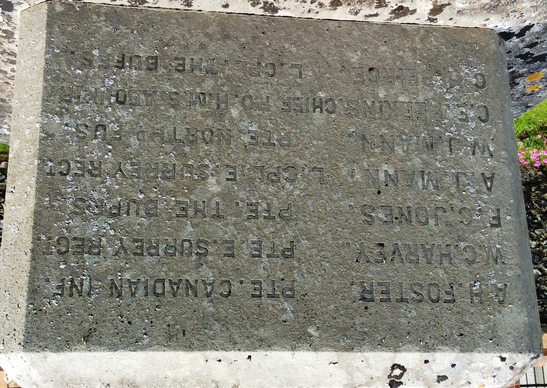 A.H. FOSTER. PTE. CANADIAN INF.
W.G. HARVEY PTE. E. SURREY REGT.
F.C. JONES. PTE. THE BUFFS.
A.J. MANN. L.CPL. E. SURREY REGT.
W.J. MANN. PTE. NORTHD FUS.
C.E. CHIEF P.O. H.M.S.
C. L.CPL. THE BUFFS.